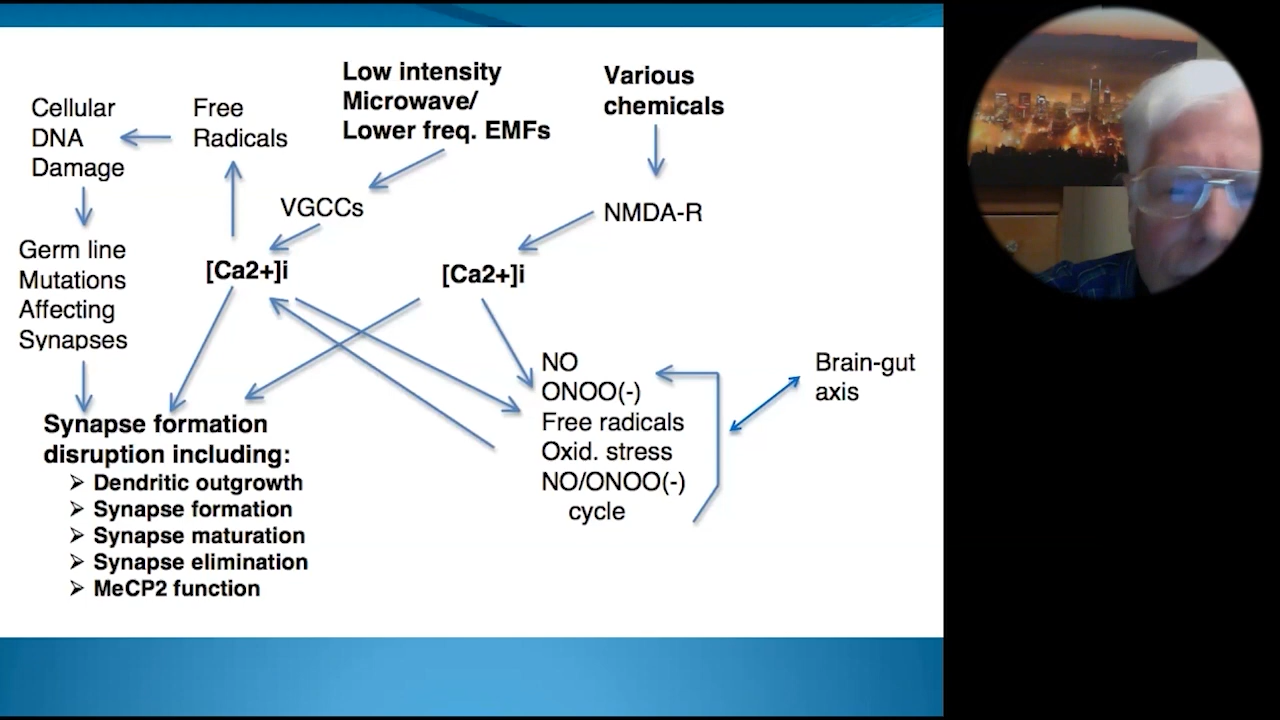 Low intensity
Microwave/
Lower freq. EMFs
Various
chemicals
Cellular
DNA
Damage
Free
Radicals
VGCCs
NMDA-R
Germ line
Mutations
Affecting
Synapses
[Ca2+]i
[Ca2+]i
NO
ONOO(-)
Free radicals
Oxid. stress
NO/ONOO(-)
cycle
Brain-gut
axis
Synapse formation
disruption including:
➢ Dendritic outgrowth
➢ Synapse formation
➢ Synapse maturation
➢ Synapse elimination
➢ MeCP2 function